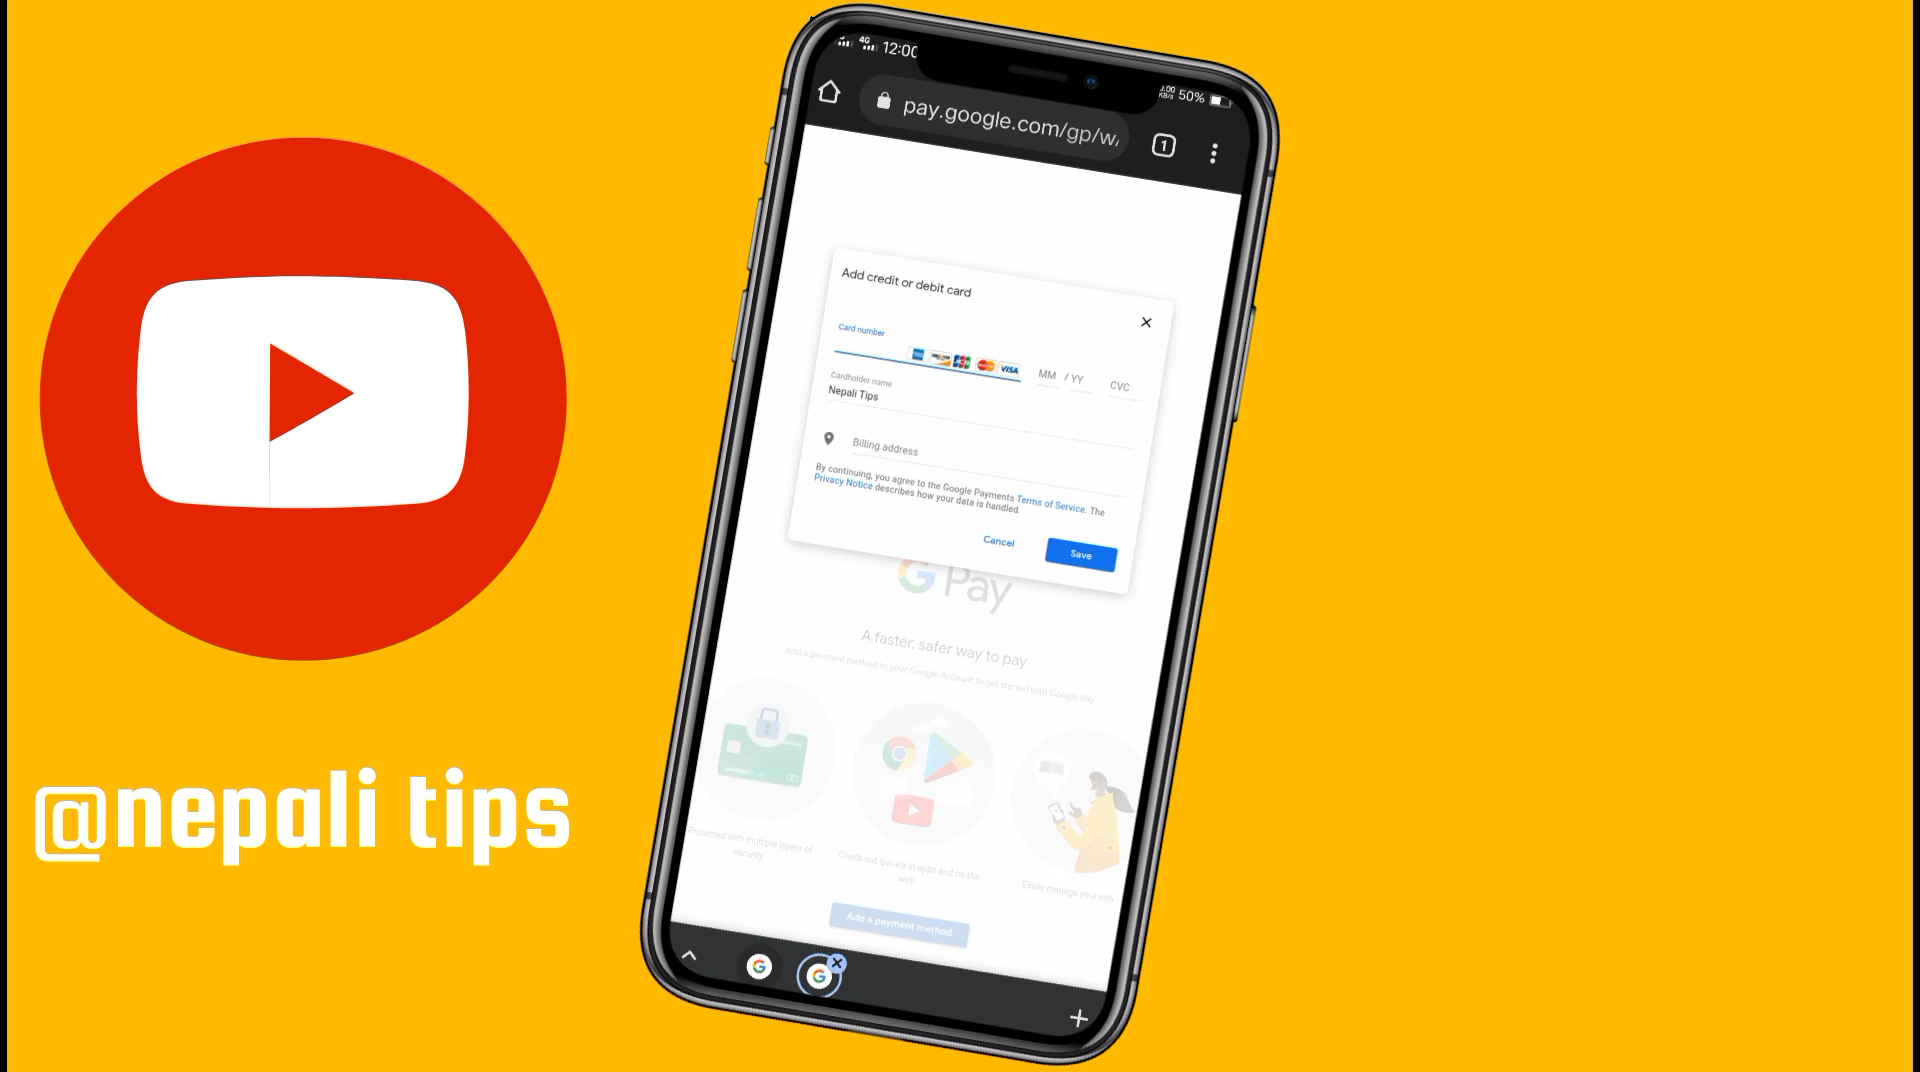 4G 12:00
0.00 KB/s 50%
pay.google.com/gp/w
1
Add credit or debit card
Card number
VISA
MM / YY CVC
Cardholder name
Nepali Tips
Billing address
By continuing, you agree to the Google Payments Terms of Service. The
Privacy Notice describes how your data is handled.
Cancel Save
G Pay
A faster, safer way to pay
Add a payment method to your Google Account to get started with Google Pay
Protected with multiple layers of
security
Check out quickly in apps and on the
web
Easily manage your info
Add a payment method
@nepali tips